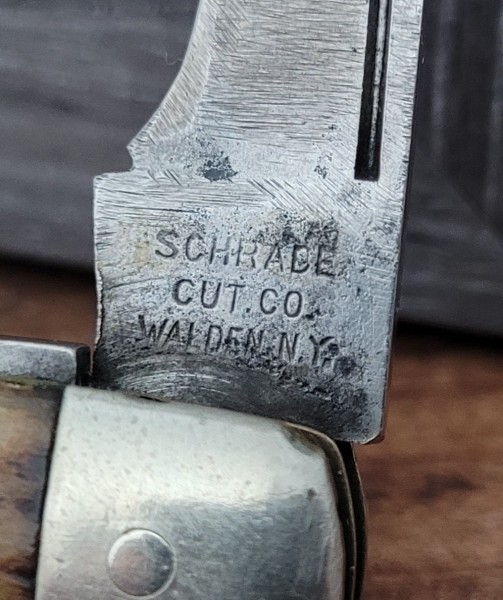 SCHRADE
CUT. CO.
WALDEN. N.Y.